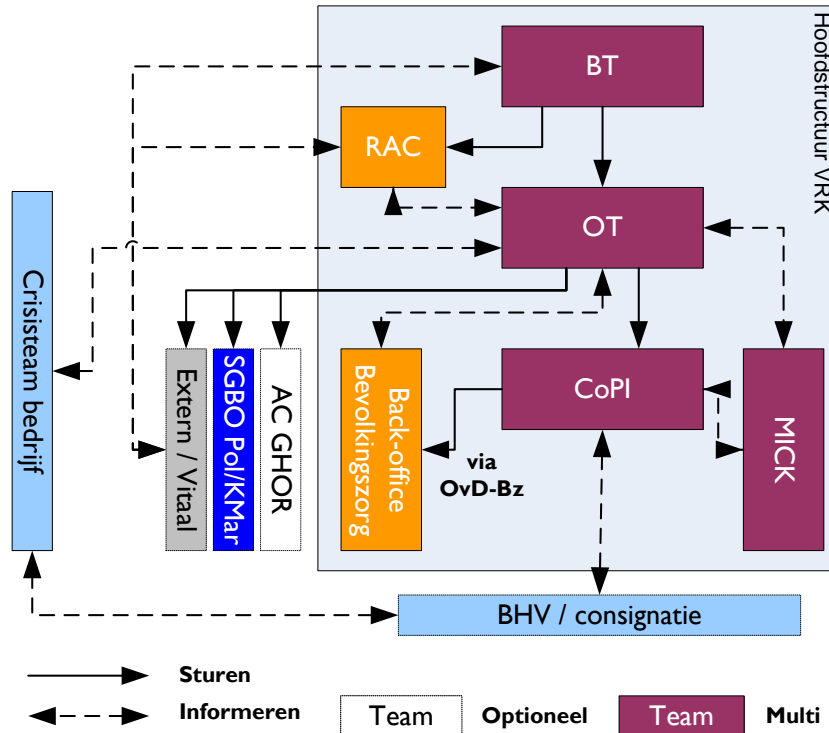 Hoofdstructuur VRK
BT
RAC
OT
Crisisteam bedrijf
Extern / Vitaal
SGBO Pol/KMar
AC GHOR
Back-office
Bevolkingszorg
CoPI
MICK
via
OvD-Bz
BHV / consignatie
Sturen
Informeren
Team
Optioneel
Team
Multi